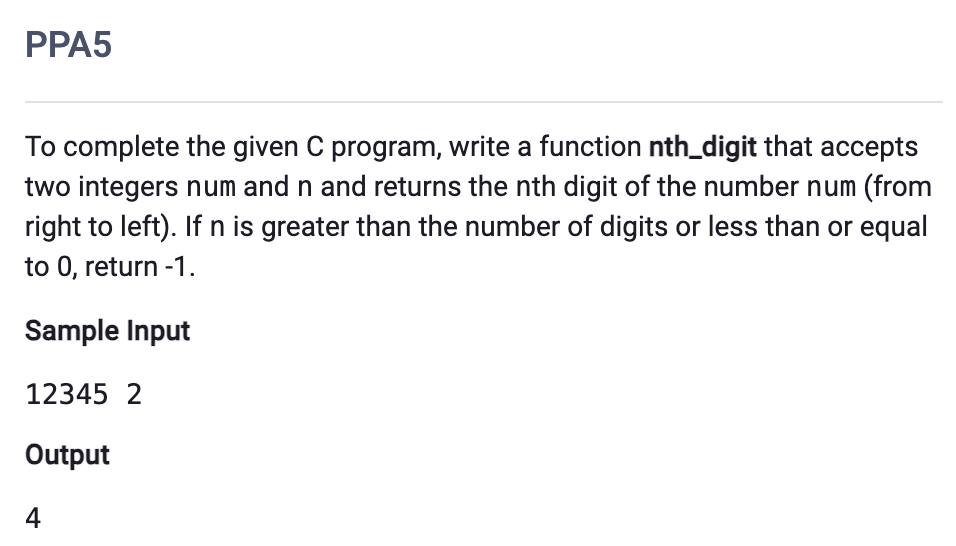 PPA5
To complete the given C program, write a function nth_digit that accepts
two integers num and n and returns the nth digit of the number num (from
right to left). If n is greater than the number of digits or less than or equal
to 0, return -1.
Sample Input
12345 2
Output
4